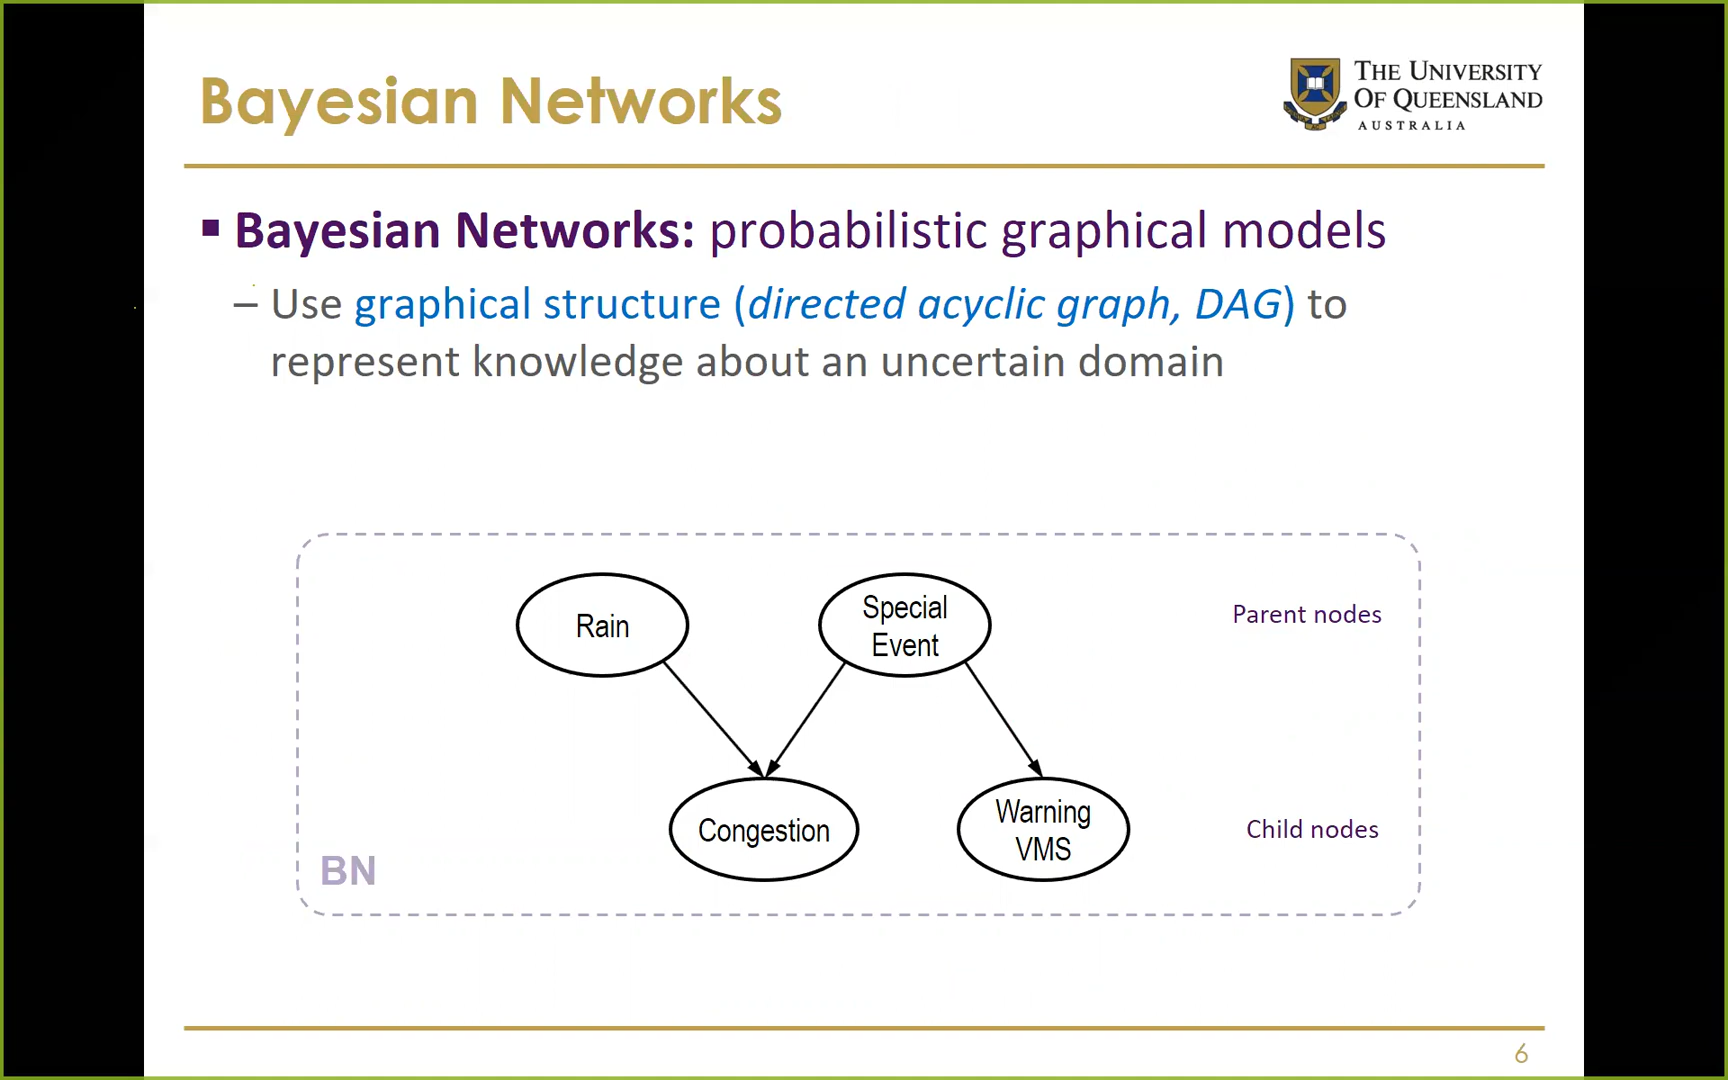 Bayesian Networks
THE UNIVERSITY
OF QUEENSLAND
AUSTRALIA
▪ Bayesian Networks: probabilistic graphical models
– Use graphical structure (directed acyclic graph, DAG) to
represent knowledge about an uncertain domain
Rain
Special
Event
Parent nodes
Congestion
Warning
VMS
Child nodes
BN
6